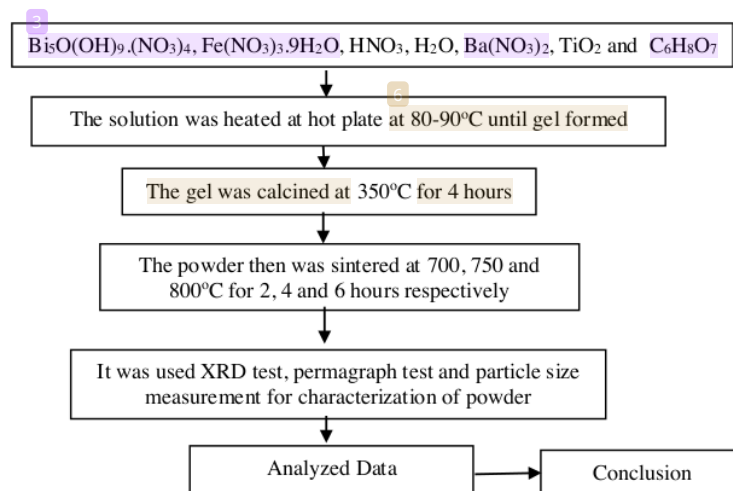 3
Bi₅O(OH)₉.(NO₃)₄, Fe(NO₃)₃.9H₂O, HNO₃, H₂O, Ba(NO₃)₂, TiO₂ and C₆H₈O₇
6
The solution was heated at hot plate at 80-90°C until gel formed
The gel was calcined at 350°C for 4 hours
The powder then was sintered at 700, 750 and
800°C for 2, 4 and 6 hours respectively
It was used XRD test, permagraph test and particle size
measurement for characterization of powder
Analyzed Data
Conclusion